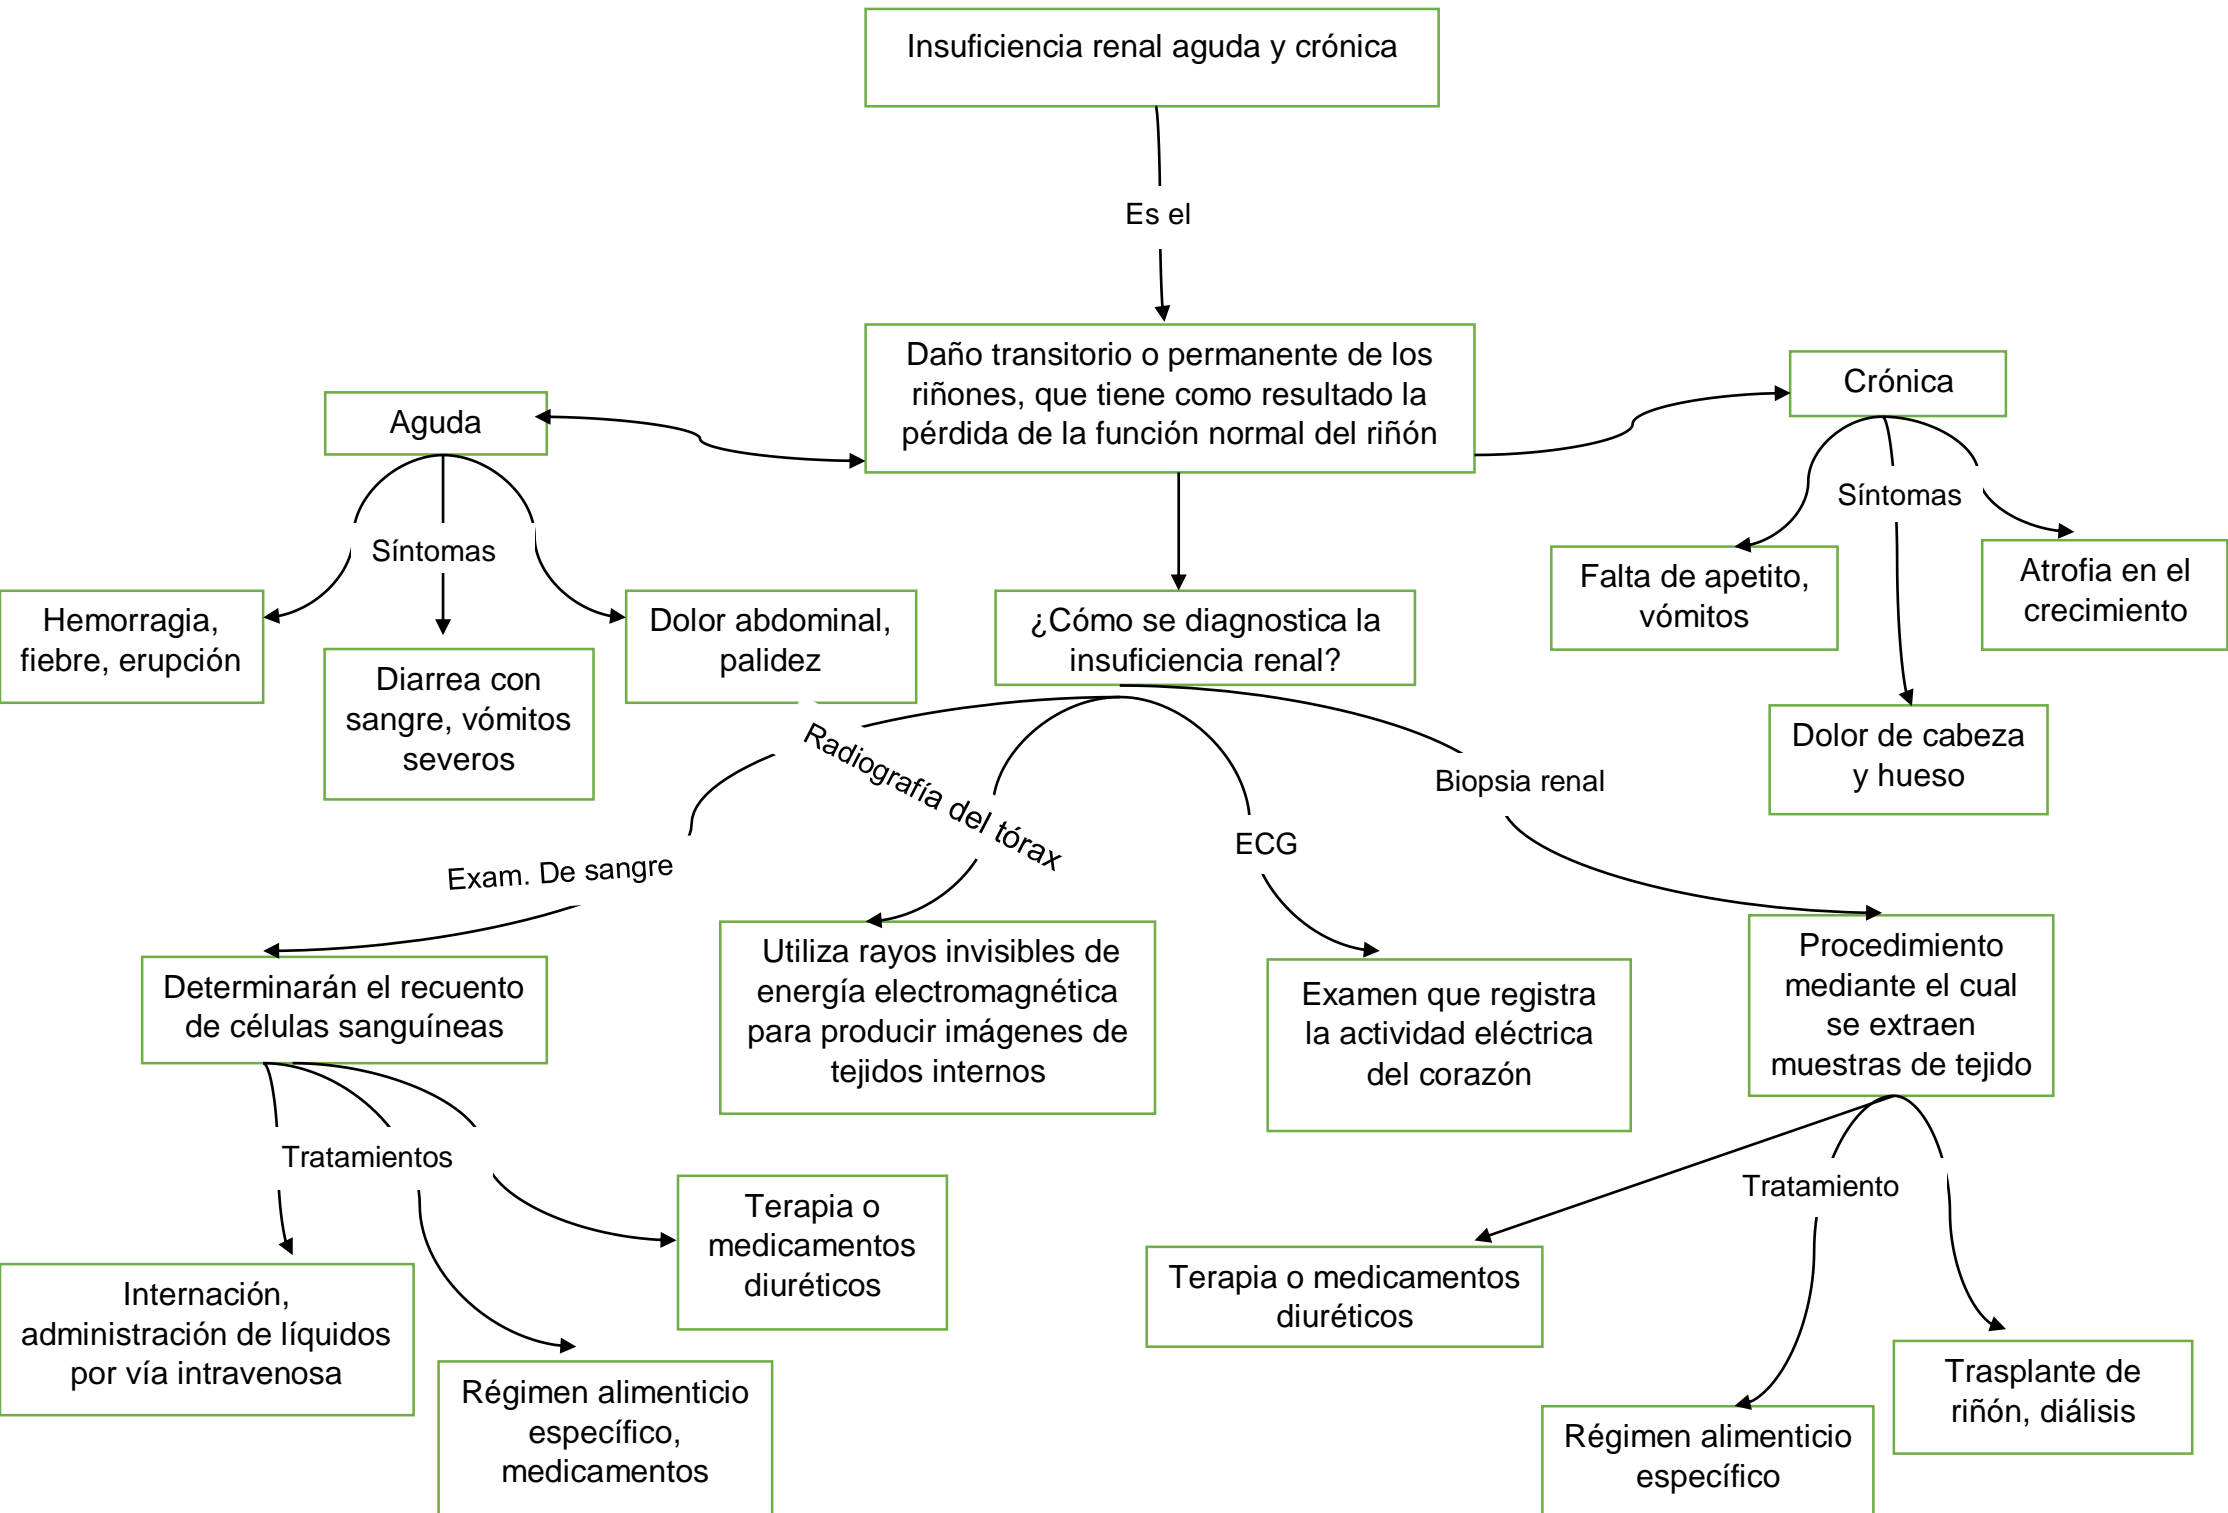 Insuficiencia renal aguda y crónica
Es el
Daño transitorio o permanente de los
riñones, que tiene como resultado la
pérdida de la función normal del riñón
Aguda
Crónica
Síntomas
Síntomas
Hemorragia,
fiebre, erupción
Diarrea con
sangre, vómitos
severos
Dolor abdominal,
palidez
¿Cómo se diagnostica la
insuficiencia renal?
Falta de apetito,
vómitos
Atrofia en el
crecimiento
Dolor de cabeza
y hueso
Exam. De sangre
Radiografía del tórax
ECG
Biopsia renal
Determinarán el recuento
de células sanguíneas
Utiliza rayos invisibles de
energía electromagnética
para producir imágenes de
tejidos internos
Examen que registra
la actividad eléctrica
del corazón
Procedimiento
mediante el cual
se extraen
muestras de tejido
Tratamientos
Tratamiento
Internación,
administración de líquidos
por vía intravenosa
Régimen alimenticio
específico,
medicamentos
Terapia o
medicamentos
diuréticos
Terapia o medicamentos
diuréticos
Régimen alimenticio
específico
Trasplante de
riñón, diálisis